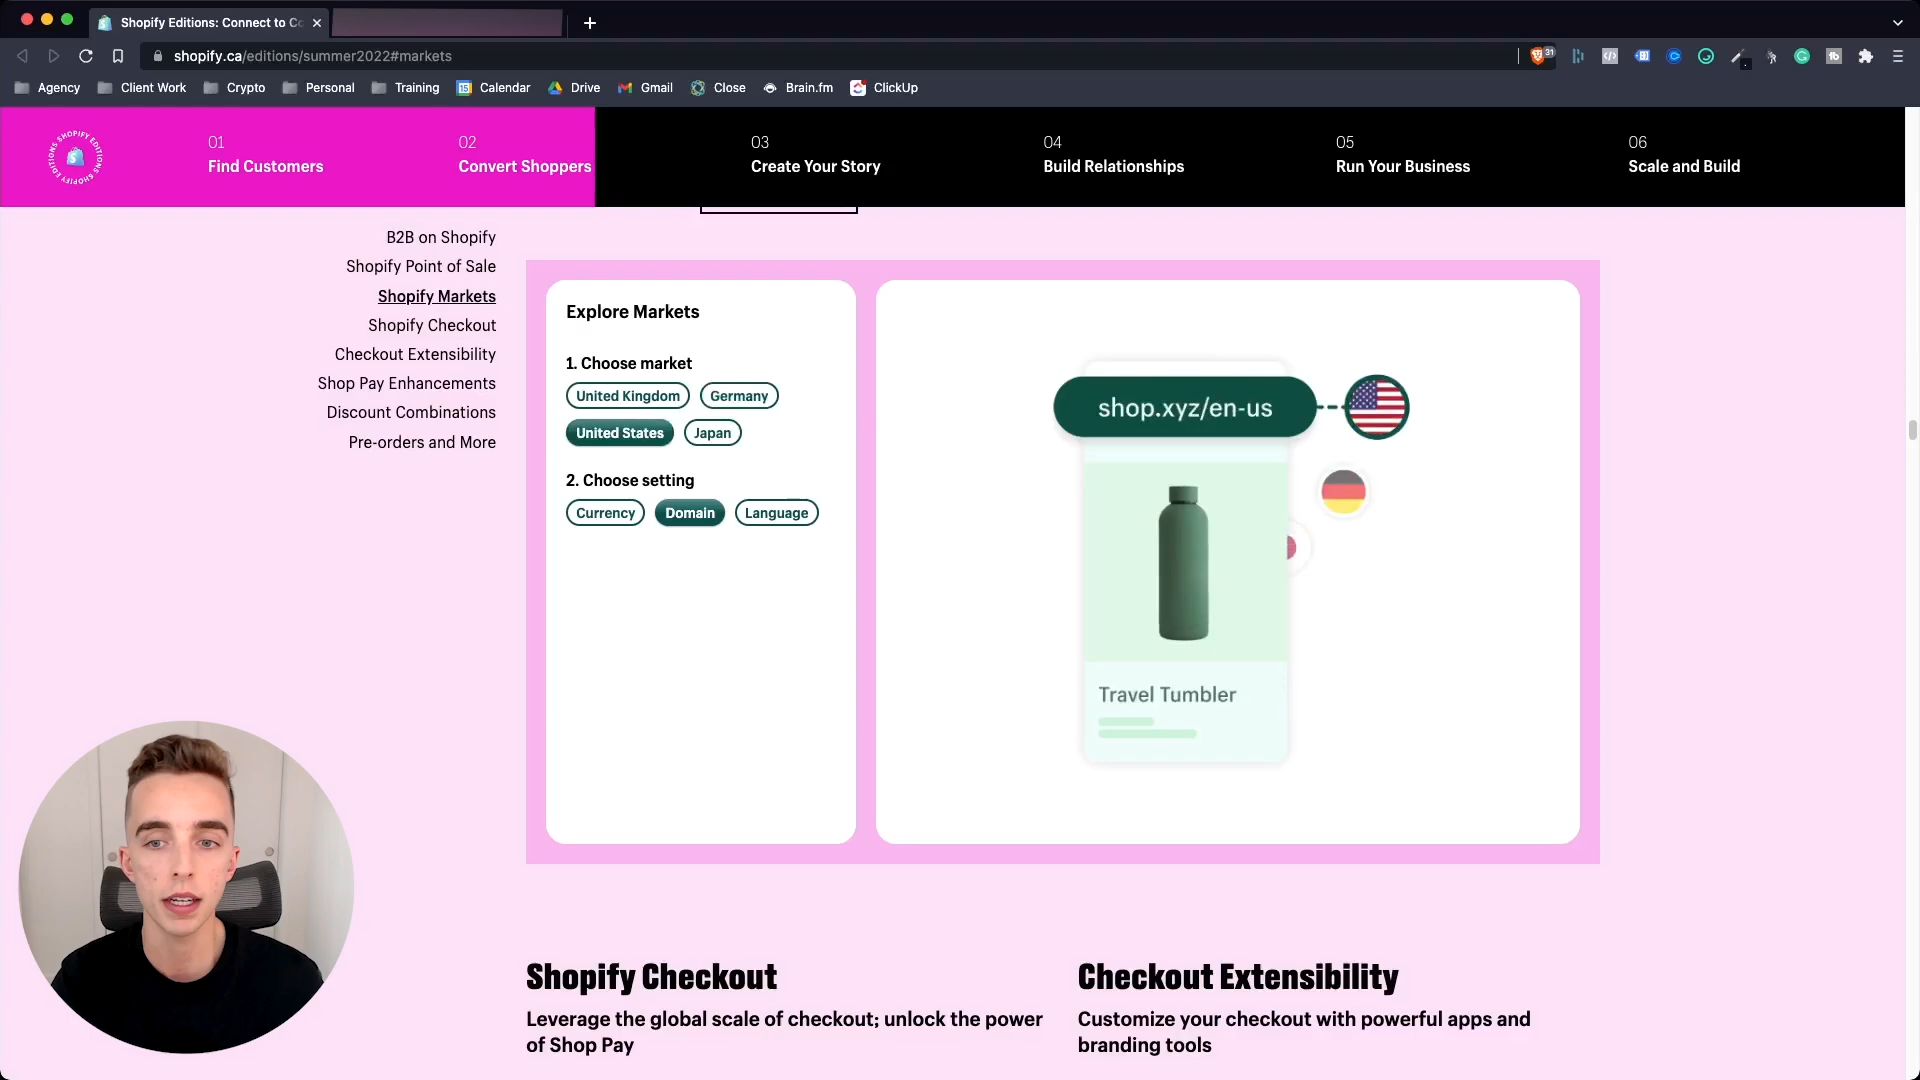 Shopify Editions: Connect to Co
shopify.ca/editions/summer2022#markets
31
Agency
Client Work
Crypto
Personal
Training
15
Calendar
Drive
Gmail
Close
Brain.fm
ClickUp
SHOPIFY EDITIONS SHOPIFY EDITIONS
01
Find Customers
02
Convert Shoppers
03
Create Your Story
04
Build Relationships
05
Run Your Business
06
Scale and Build
B2B on Shopify
Shopify Point of Sale
Shopify Markets
Shopify Checkout
Checkout Extensibility
Shop Pay Enhancements
Discount Combinations
Pre-orders and More
Explore Markets
1. Choose market
United Kingdom
Germany
United States
Japan
2. Choose setting
Currency
Domain
Language
shop.xyz/en-us
Travel Tumbler
Shopify Checkout
Leverage the global scale of checkout; unlock the power
of Shop Pay
Checkout Extensibility
Customize your checkout with powerful apps and
branding tools